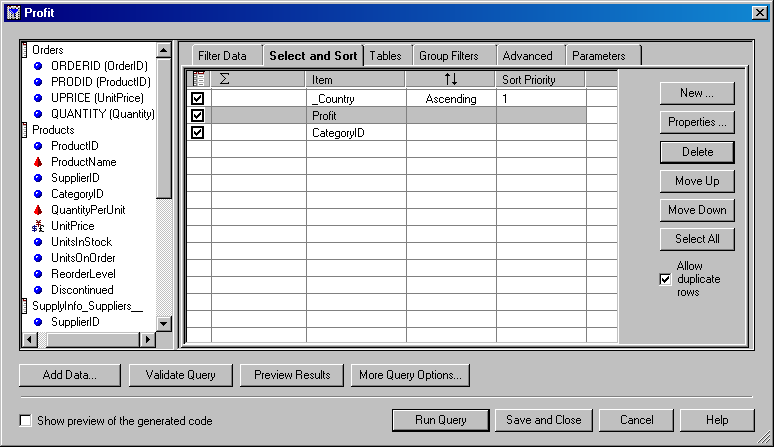 Profit
Orders
ORDERID (OrderID)
PRODID (ProductID)
UPRICE (UnitPrice)
QUANTITY (Quantity)
Products
ProductID
ProductName
SupplierID
CategoryID
QuantityPerUnit
UnitPrice
UnitsInStock
UnitsOnOrder
ReorderLevel
Discontinued
SupplyInfo_Suppliers__
SupplierID
Filter Data Select and Sort Tables Group Filters Advanced Parameters
Σ Item ↑↓ Sort Priority
_Country Ascending 1
Profit
CategoryID
New ...
Properties ...
Delete
Move Up
Move Down
Select All
Allow
duplicate
rows
Add Data... Validate Query Preview Results More Query Options...
Show preview of the generated code
Run Query Save and Close Cancel Help